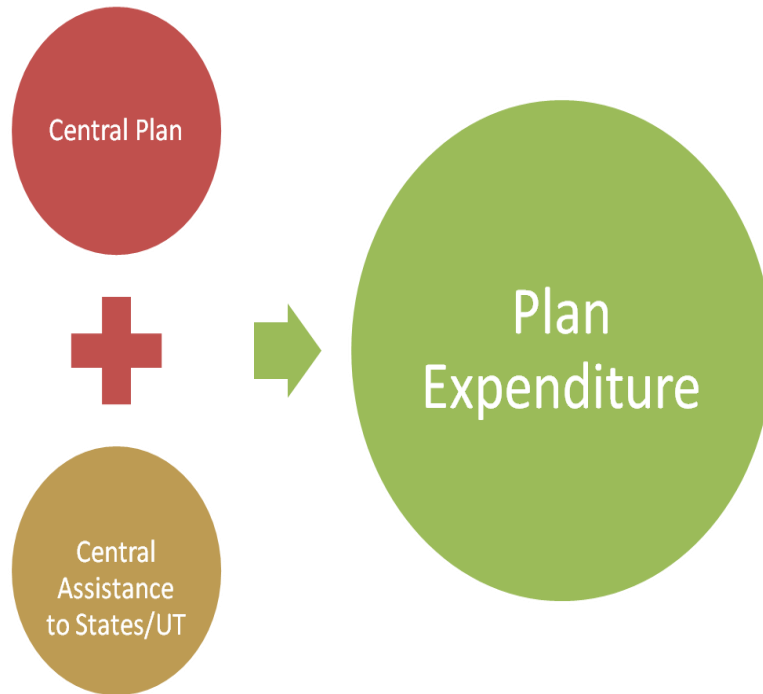 Central Plan
Central
Assistance
to States/UT
Plan
Expenditure